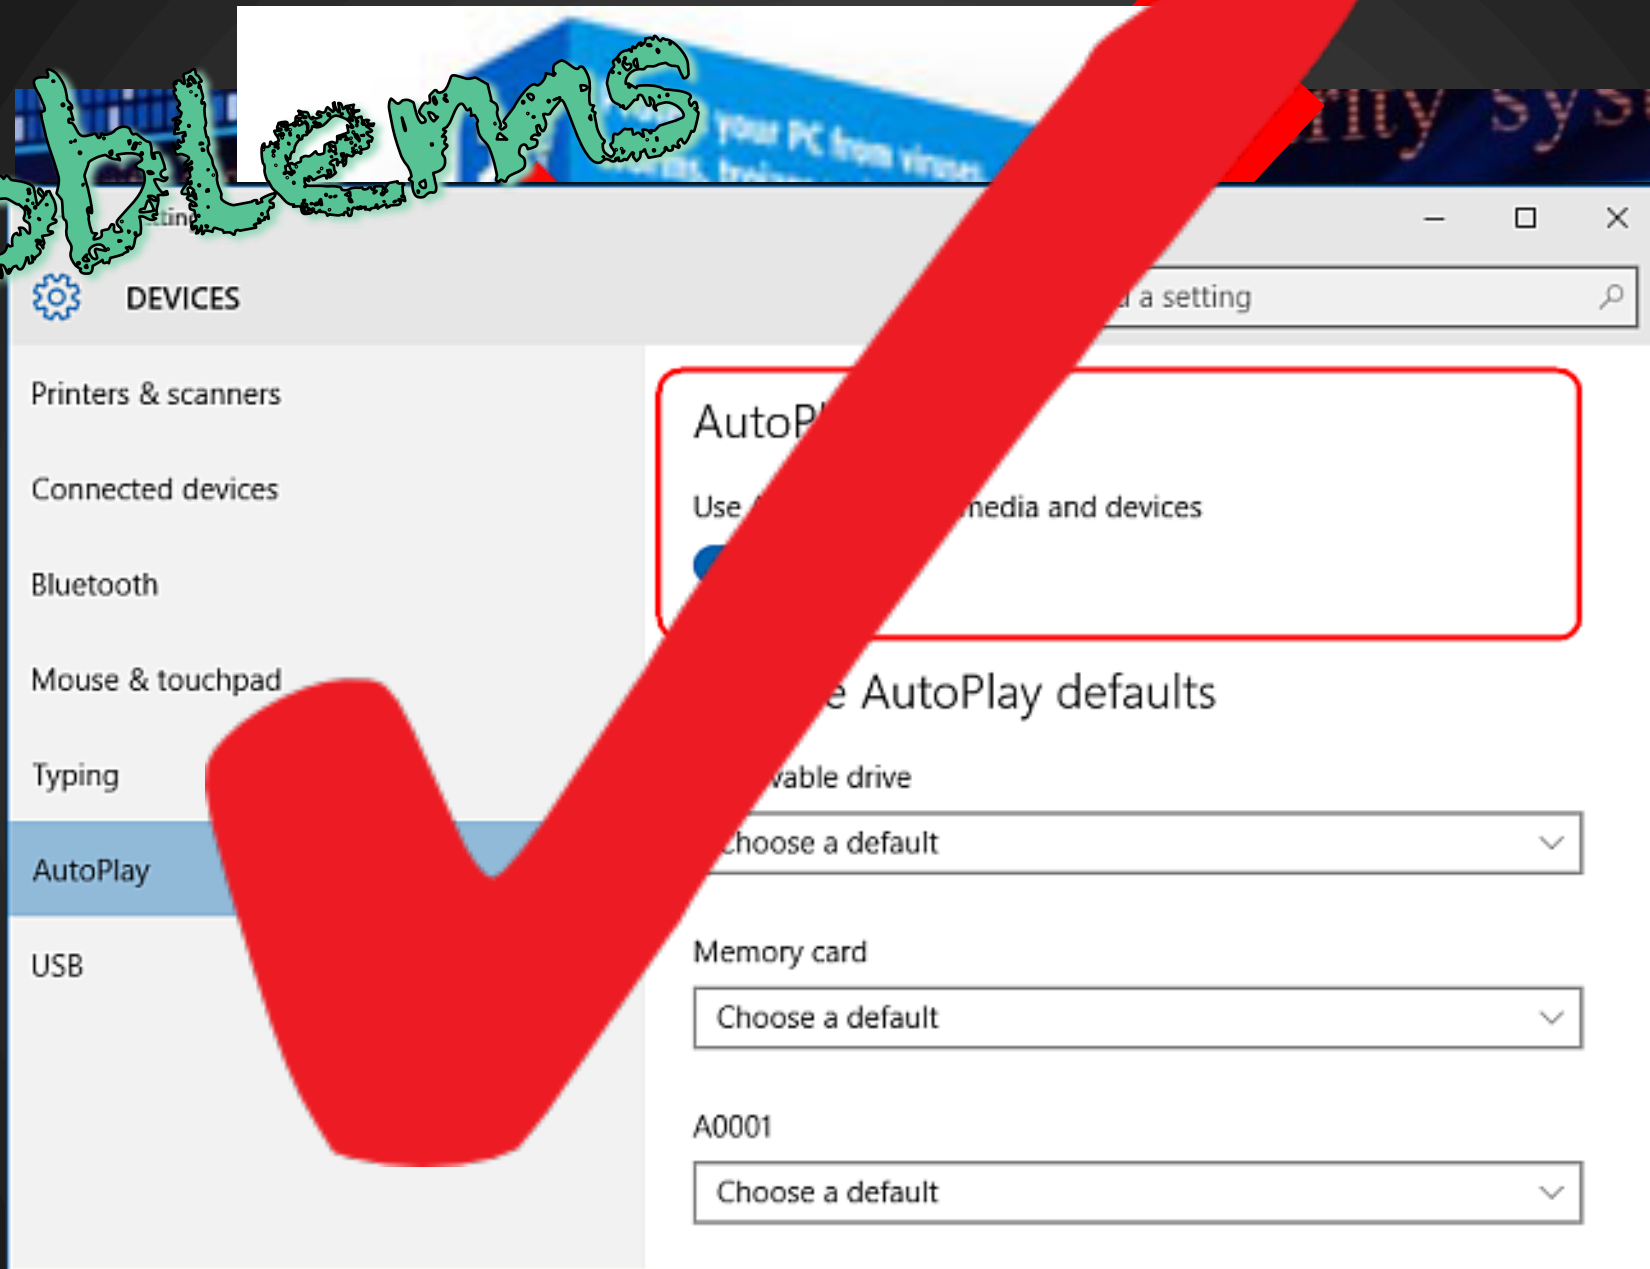 bLems
your PC from viruses,
rity sys
DEVICES
a setting
Printers & scanners
Connected devices
Bluetooth
Mouse & touchpad
Typing
AutoPlay
USB
AutoP
Use
media and devices
e AutoPlay defaults
vable drive
Choose a default
Memory card
Choose a default
A0001
Choose a default